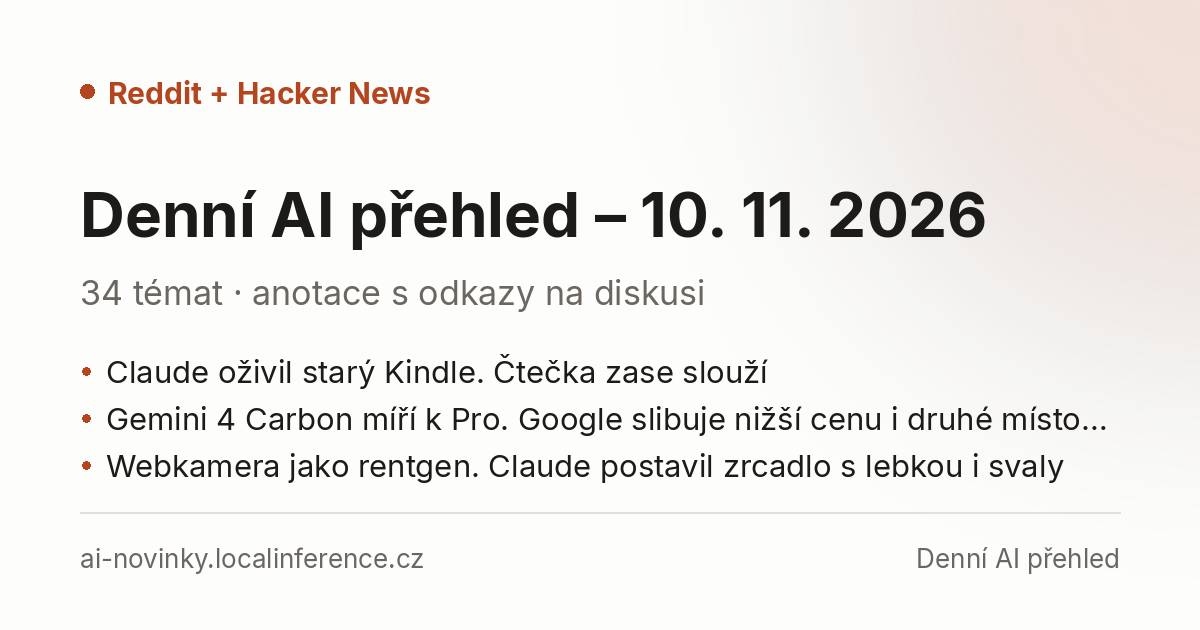 Reddit + Hacker News
Denní AI přehled – 10. 11. 2026
34 témat · anotace s odkazy na diskusi
• Claude oživil starý Kindle. Čtečka zase slouží
• Gemini 4 Carbon míří k Pro. Google slibuje nižší cenu i druhé místo…
• Webkamera jako rentgen. Claude postavil zrcadlo s lebkou i svaly
ai-novinky.localinference.cz
Denní AI přehled